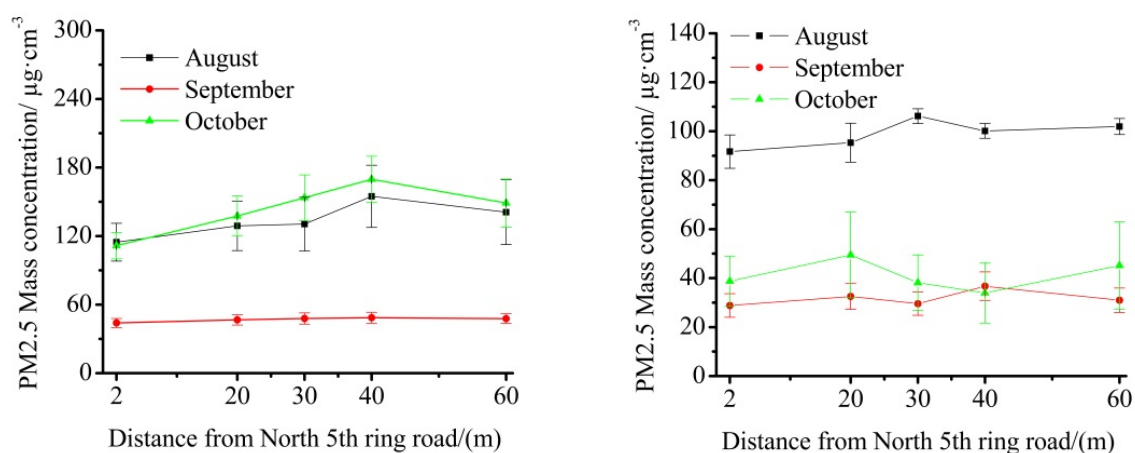 PM2.5 Mass concentration/ μg·cm⁻³
300
240
180
120
60
0
August
September
October
2
20
30
40
60
Distance from North 5th ring road/(m)
PM2.5 Mass concentration/ μg·cm⁻³
140
120
100
80
60
40
20
0
August
September
October
2
20
30
40
60
Distance from North 5th ring road/(m)